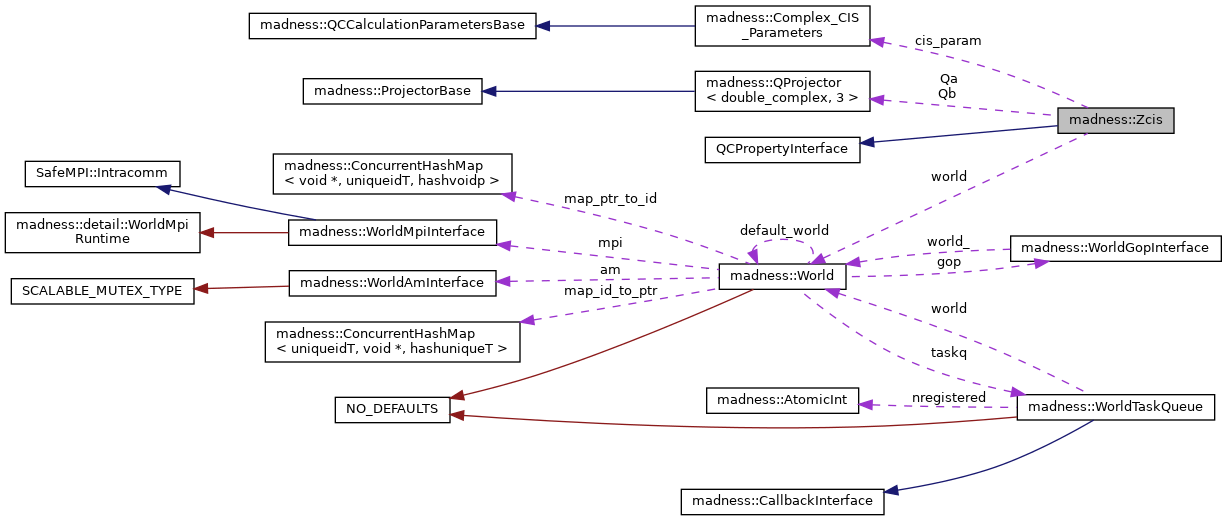 madness::QCCalculationParametersBase
madness::Complex_CIS
_Parameters
cis_param
madness::ProjectorBase
madness::QProjector
< double_complex, 3 >
Qa
Qb
madness::Zcis
QCPropertyInterface
SafeMPI::Intracomm
madness::ConcurrentHashMap
< void *, uniqueidT, hashvoidp >
world
map_ptr_to_id
madness::detail::WorldMpi
Runtime
madness::WorldMpiInterface
mpi
default_world
world_
gop
madness::WorldGopInterface
SCALABLE_MUTEX_TYPE
madness::WorldAmInterface
am
madness::World
map_id_to_ptr
madness::ConcurrentHashMap
< uniqueidT, void *, hashuniqueT >
world
taskq
NO_DEFAULTS
madness::AtomicInt
nregistered
madness::WorldTaskQueue
madness::CallbackInterface